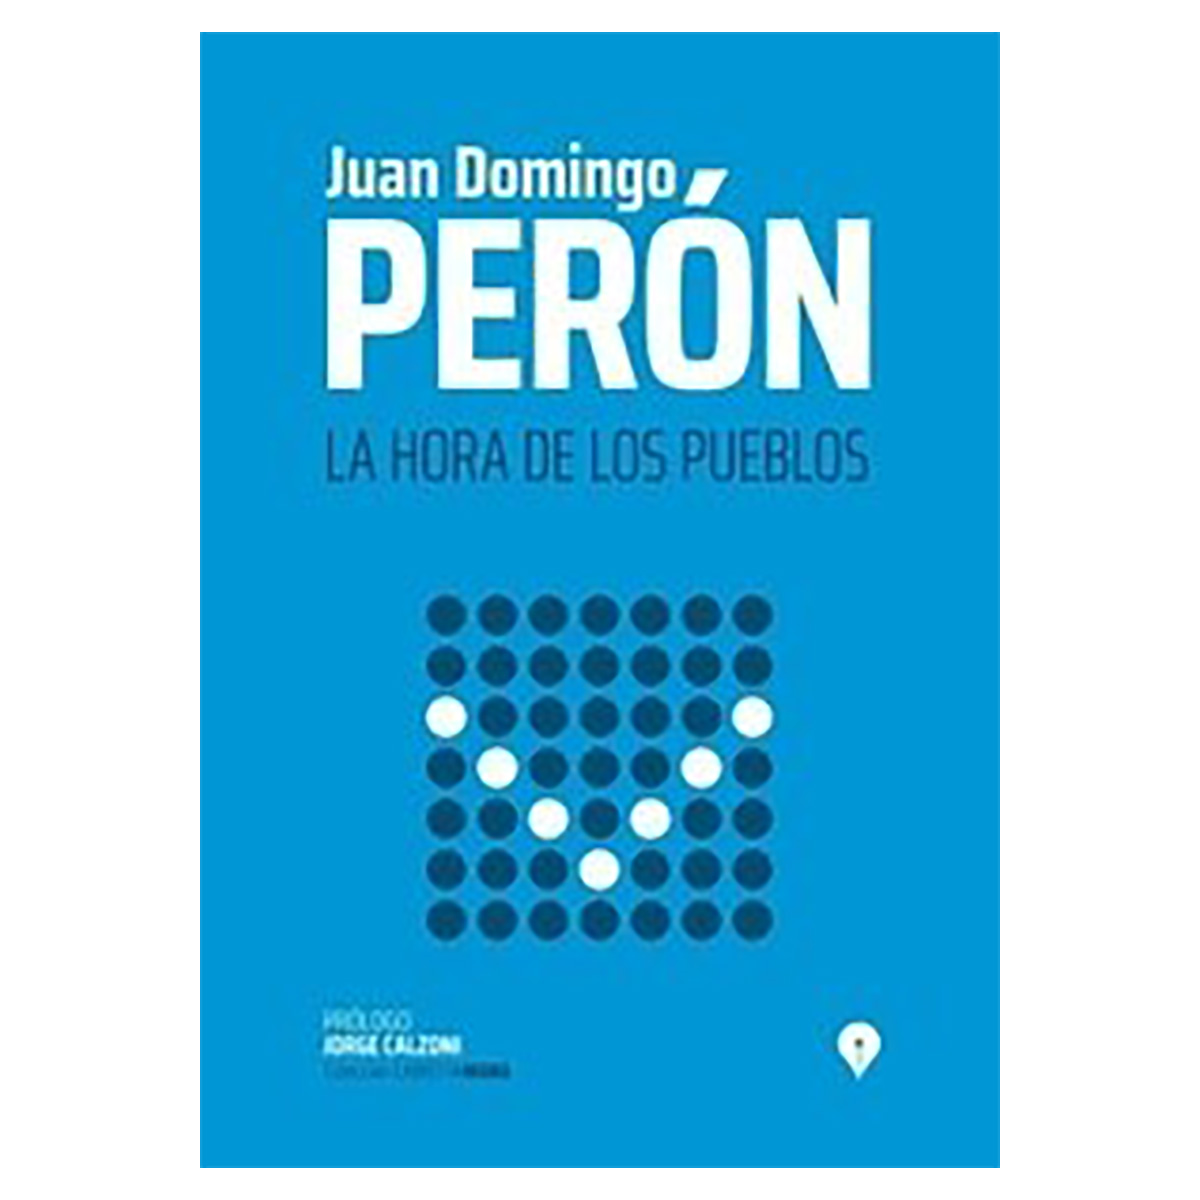 Juan Domingo
PERÓN
LA HORA DE LOS PUEBLOS
PRÓLOGO
JORGE CALZONI